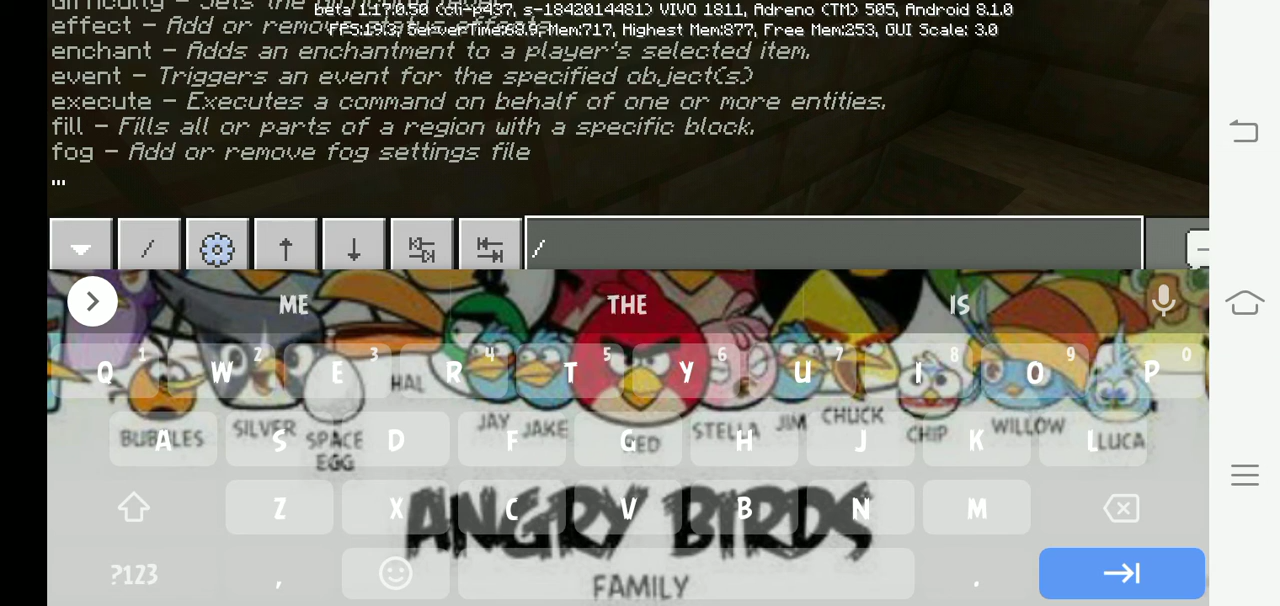 difficulty – Sets the
beta 1.17.0.50 (cli-p437, s-1842014481) VIVO 1811, Adreno (TM) 505, Android 8.1.0
effect – Add or remove status effects
FPS:19.3, ServerTime:68.9, Mem:717, Highest Mem:877, Free Mem:253, GUI Scale: 3.0
enchant – Adds an enchantment to a player's selected item.
event – Triggers an event for the specified object(s)
execute – Executes a command on behalf of one or more entities.
fill – Fills all or parts of a region with a specific block.
fog – Add or remove fog settings file
...
/ /
ME THE IS
1 2 3 4 5 6 7 8 9 0
Q W E R T Y U I O P
HAL
BUBBLES SILVER SPACE EGG JAY JAKE RED STELLA JIM CHUCK CHIP WILLOW LUCA
A S D F G H J K L
Z X C V B N M
ANGRY BIRDS
?123 , .
FAMILY